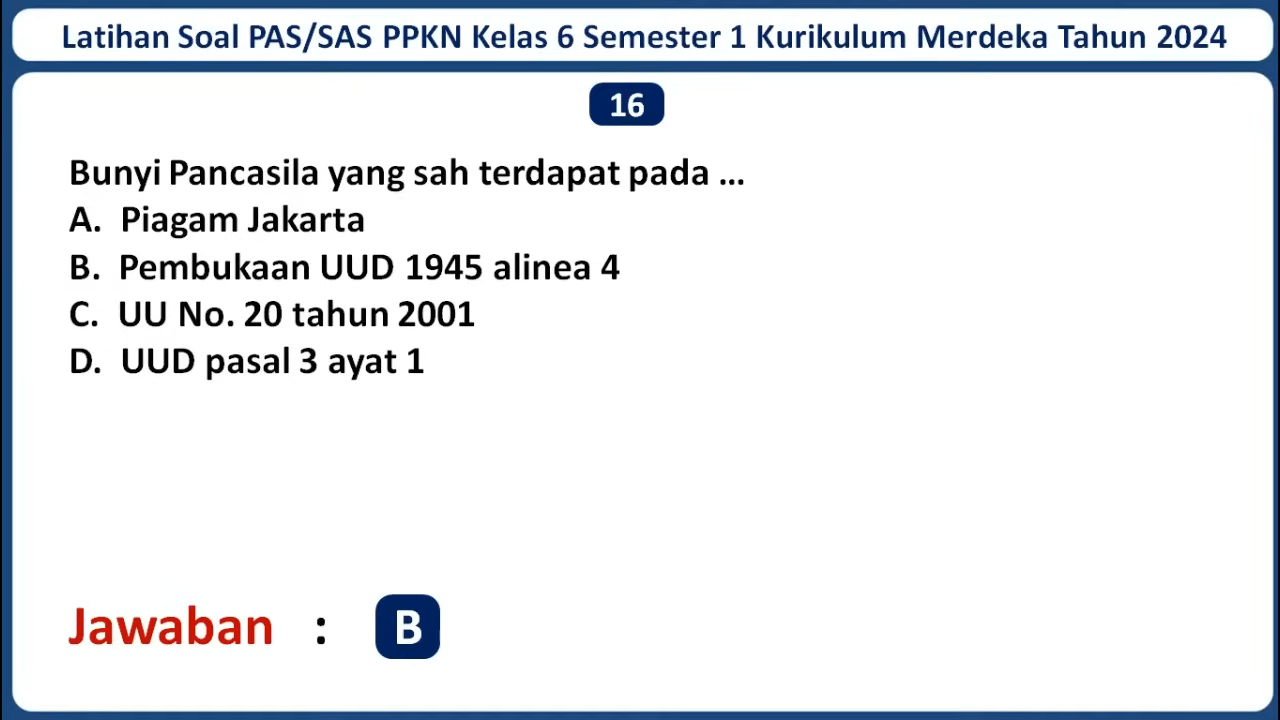 Latihan Soal PAS/SAS PPKN Kelas 6 Semester 1 Kurikulum Merdeka Tahun 2024
16
Bunyi Pancasila yang sah terdapat pada ...
A. Piagam Jakarta
B. Pembukaan UUD 1945 alinea 4
C. UU No. 20 tahun 2001
D. UUD pasal 3 ayat 1
Jawaban : B